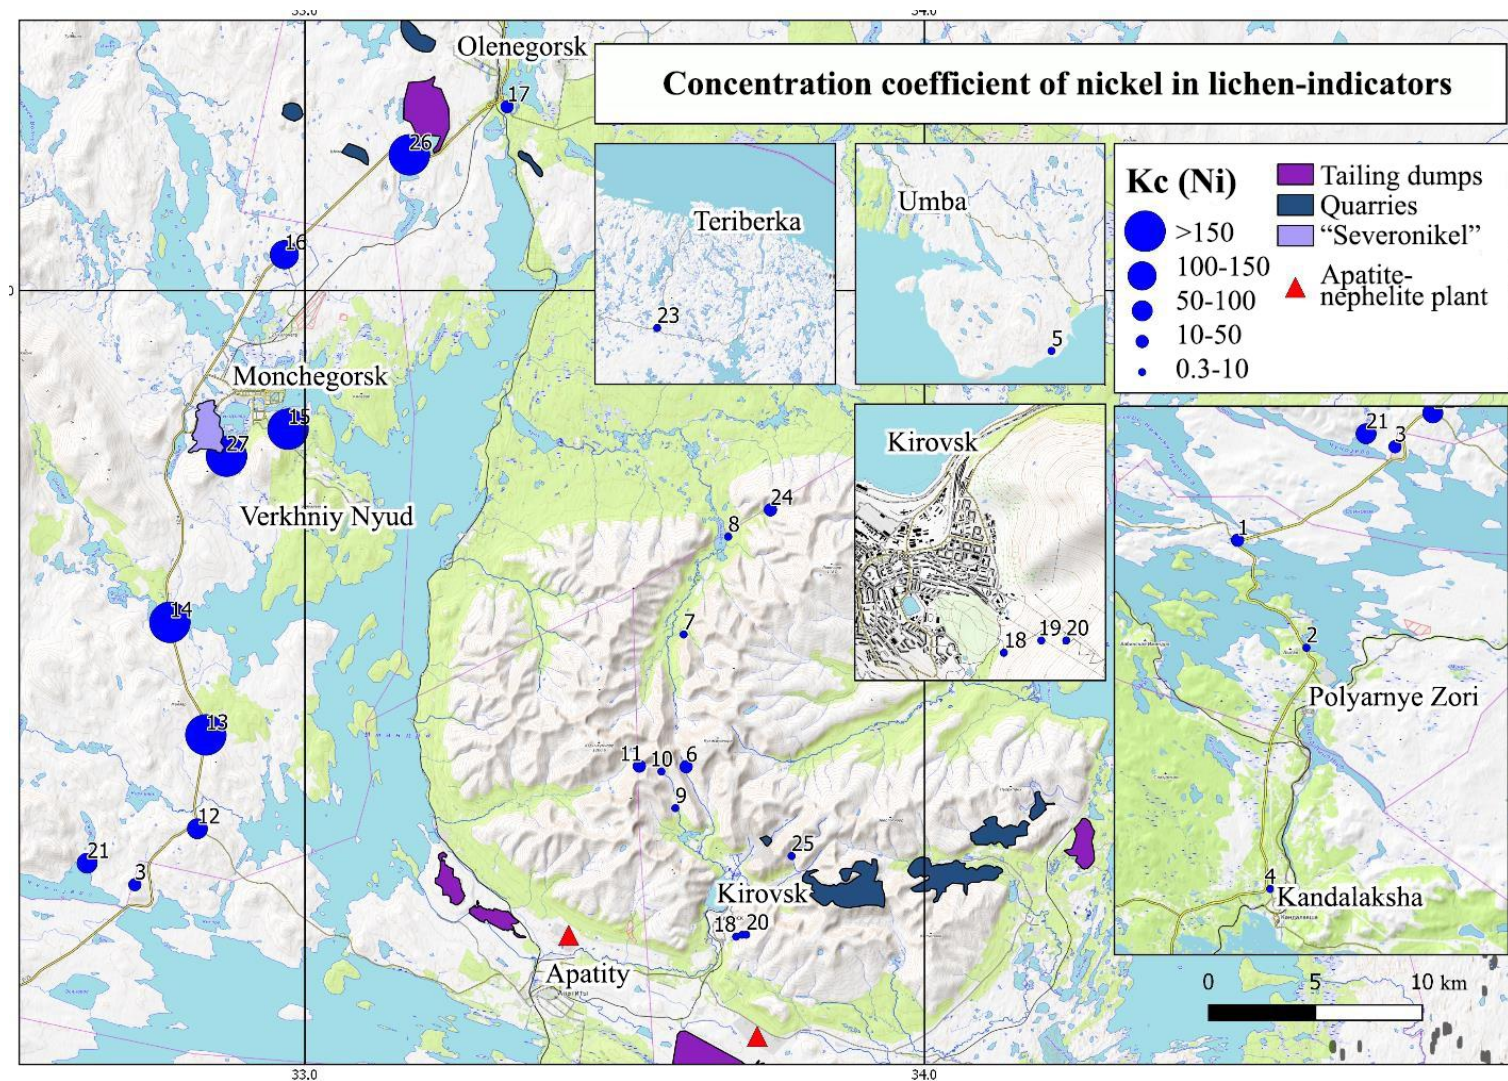 33.0
34.0
Olenegorsk
Concentration coefficient of nickel in lichen-indicators
17
26
Teriberka
23
Umba
5
Kc (Ni)
>150
100-150
50-100
10-50
0.3-10
Tailing dumps
Quarries
“Severonikel”
Apatite-
nephelite plant
16
0
Monchegorsk
15
27
Verkhniy Nyud
Kirovsk
18
19
20
21
3
1
2
Polyarnye Zori
4
Kandalaksha
24
8
7
14
13
11
10
6
9
12
21
3
25
Kirovsk
18
20
Apatity
0
5
10 km
33.0
34.0